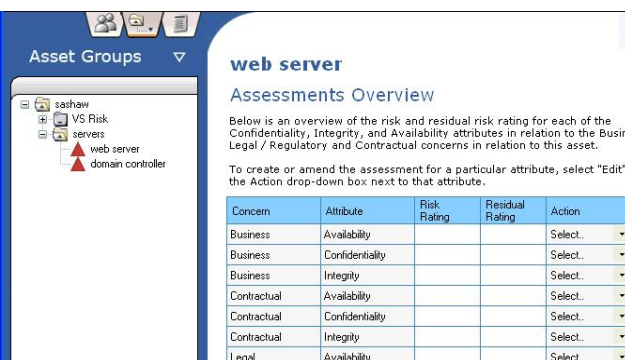 Asset Groups
sashaw
VS Risk
servers
web server
domain controller
web server
Assessments Overview
Below is an overview of the risk and residual risk rating for each of the
Confidentiality, Integrity, and Availability attributes in relation to the Busin
Legal / Regulatory and Contractual concerns in relation to this asset.
To create or amend the assessment for a particular attribute, select "Edit"
the Action drop-down box next to that attribute.
Concern Attribute Risk Rating Residual Rating Action
Business Availability Select..
Business Confidentiality Select..
Business Integrity Select..
Contractual Availability Select..
Contractual Confidentiality Select..
Contractual Integrity Select..
Legal Availability Select